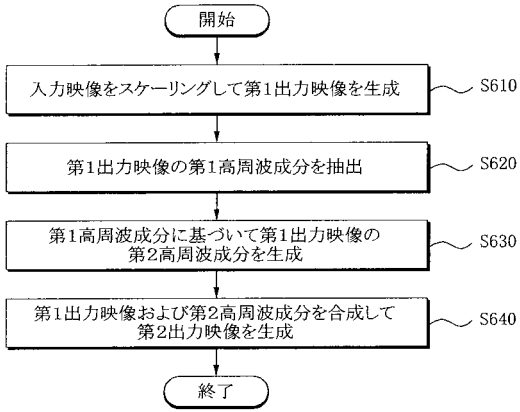 開始
入力映像をスケーリングして第1出力映像を生成
S610
第1出力映像の第1高周波成分を抽出
S620
第1高周波成分に基づいて第1出力映像の
第2高周波成分を生成
S630
第1出力映像および第2高周波成分を合成して
第2出力映像を生成
S640
終了